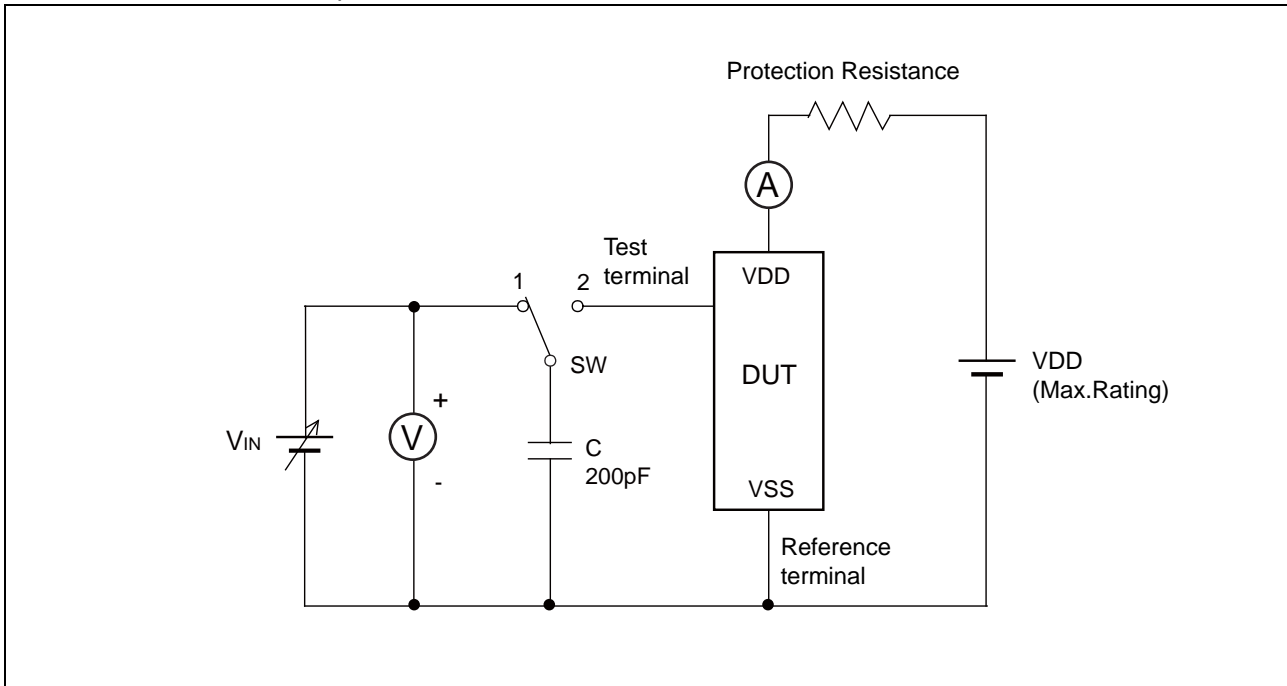 Protection Resistance
A
Test
terminal
1
2
VDD
SW
DUT
VDD
(Max.Rating)
+
VIN
V
C
200pF
-
VSS
Reference
terminal